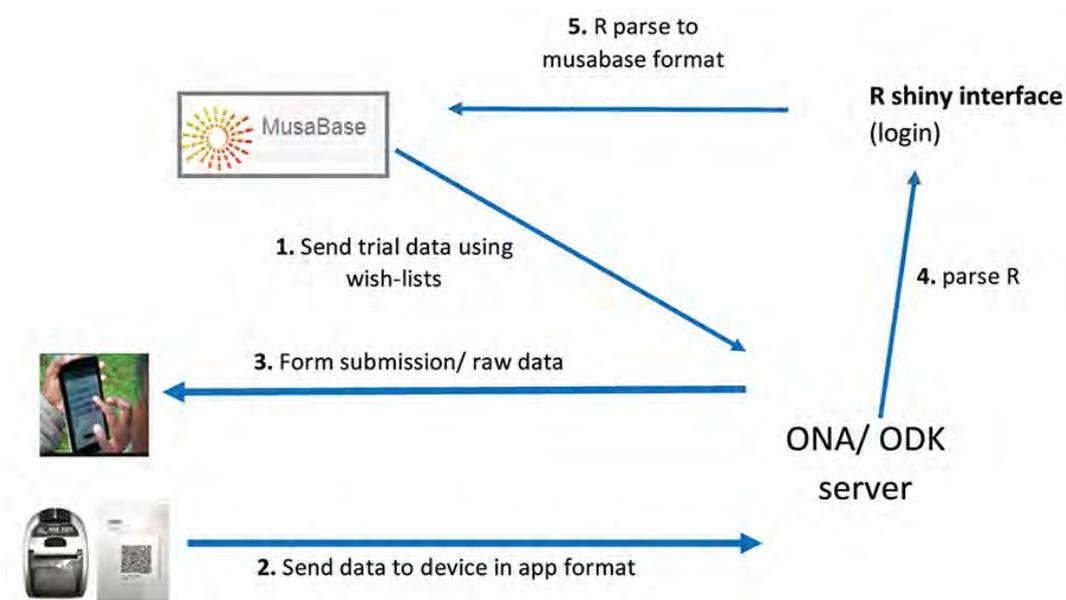 5. R parse to
musabase format
R shiny interface
(login)
MusaBase
1. Send trial data using
wish-lists
4. parse R
3. Form submission/ raw data
ONA/ ODK
server
2. Send data to device in app format